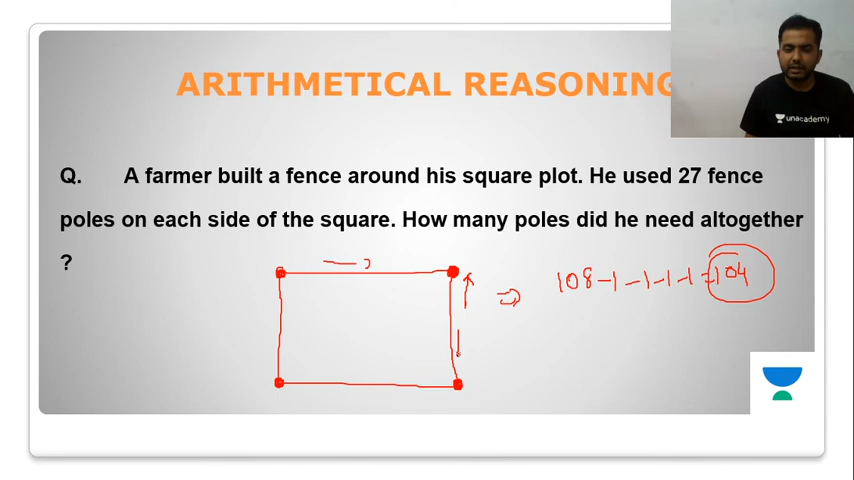 ARITHMETICAL REASONING
unacademy
Q. A farmer built a fence around his square plot. He used 27 fence
poles on each side of the square. How many poles did he need altogether
?
⇒ 108-1-1-1-1=104